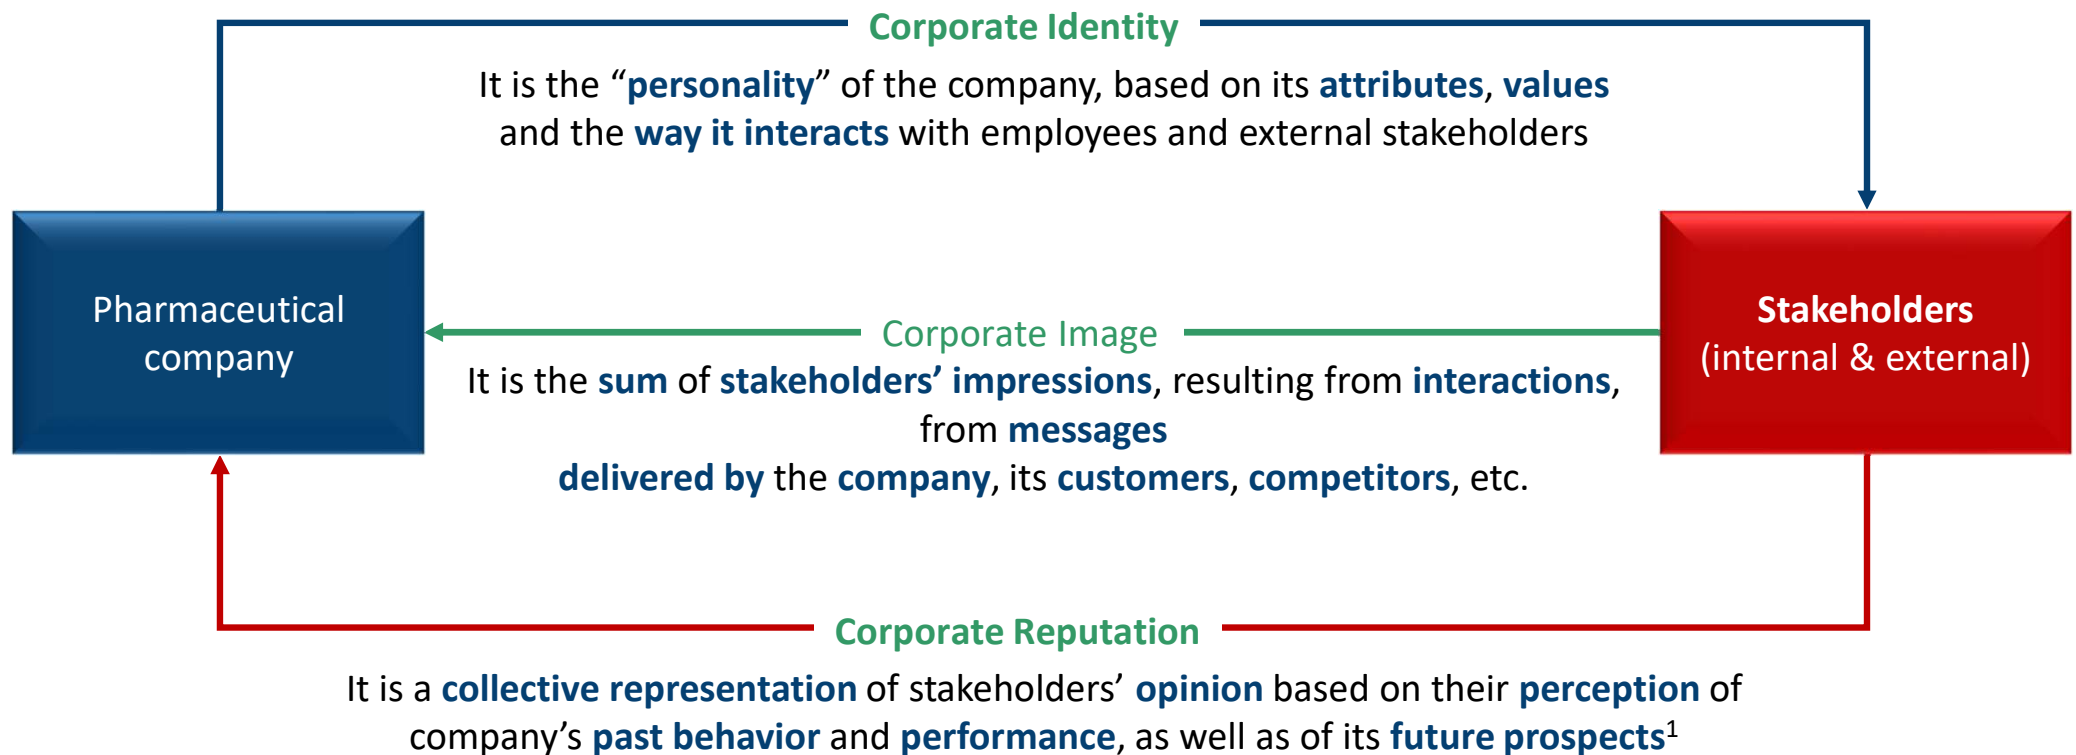 Corporate Identity
It is the “personality” of the company, based on its attributes, values
and the way it interacts with employees and external stakeholders
Pharmaceutical
company
Stakeholders
(internal & external)
Corporate Image
It is the sum of stakeholders’ impressions, resulting from interactions,
from messages
delivered by the company, its customers, competitors, etc.
Corporate Reputation
It is a collective representation of stakeholders’ opinion based on their perception of
company’s past behavior and performance, as well as of its future prospects¹